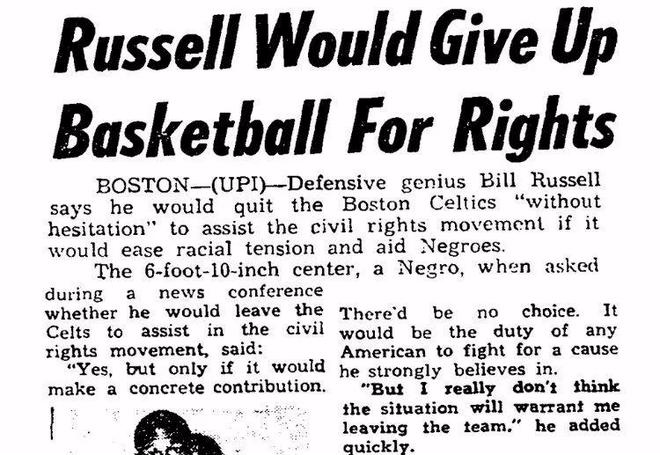 Russell Would Give Up
Basketball For Rights
BOSTON—(UPI)—Defensive genius Bill Russell
says he would quit the Boston Celtics "without
hesitation" to assist the civil rights movement if it
would ease racial tension and aid Negroes.
The 6-foot-10-inch center, a Negro, when asked
during a news conference
whether he would leave the
Celts to assist in the civil
rights movement, said:
"Yes, but only if it would
make a concrete contribution.
There'd be no choice. It
would be the duty of any
American to fight for a cause
he strongly believes in.
"But I really don't think
the situation will warrant me
leaving the team." he added
quickly.